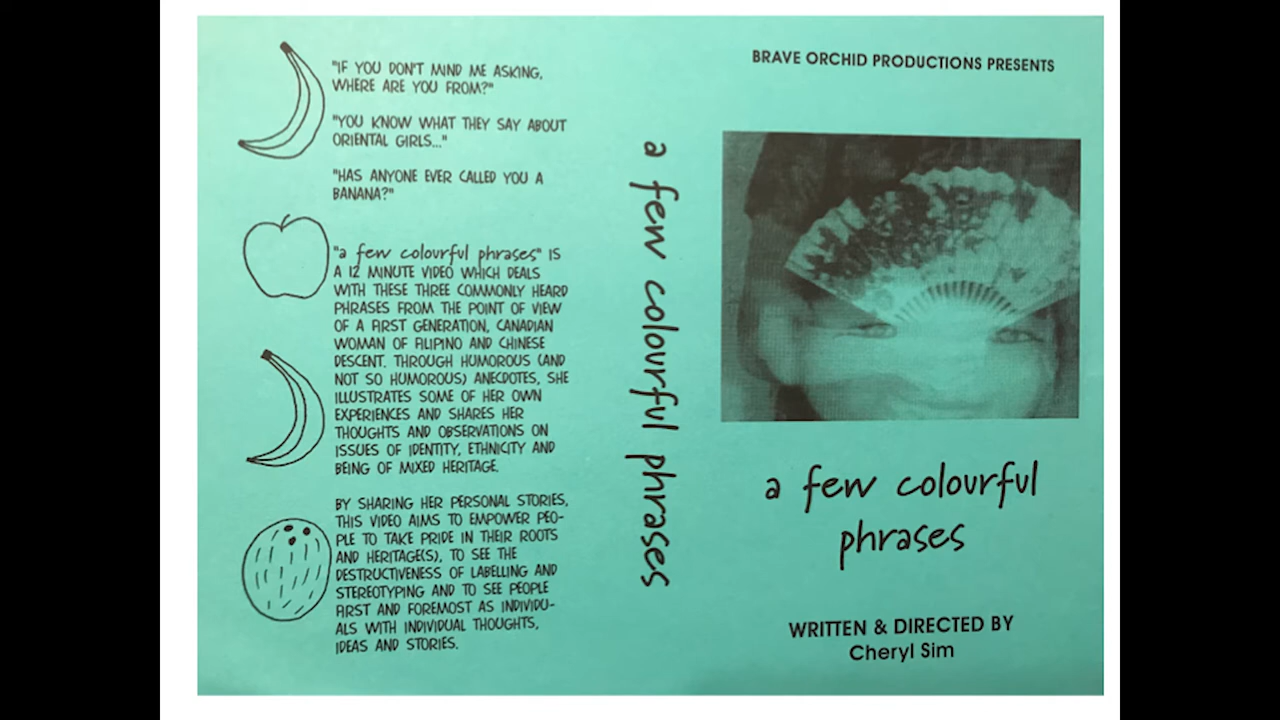 "IF YOU DON'T MIND ME ASKING,
WHERE ARE YOU FROM?"
"YOU KNOW WHAT THEY SAY ABOUT
ORIENTAL GIRLS..."
"HAS ANYONE EVER CALLED YOU A
BANANA?"
"a few colourful phrases" IS
A 12 MINUTE VIDEO WHICH DEALS
WITH THESE THREE COMMONLY HEARD
PHRASES FROM THE POINT OF VIEW
OF A FIRST GENERATION, CANADIAN
WOMAN OF FILIPINO AND CHINESE
DESCENT. THROUGH HUMOROUS (AND
NOT SO HUMOROUS) ANECDOTES, SHE
ILLUSTRATES SOME OF HER OWN
EXPERIENCES AND SHARES HER
THOUGHTS AND OBSERVATIONS ON
ISSUES OF IDENTITY, ETHNICITY AND
BEING OF MIXED HERITAGE.
BY SHARING HER PERSONAL STORIES,
THIS VIDEO AIMS TO EMPOWER PEO-
PLE TO TAKE PRIDE IN THEIR ROOTS
AND HERITAGE(S), TO SEE THE
DESTRUCTIVENESS OF LABELLING AND
STEREOTYPING AND TO SEE PEOPLE
FIRST AND FOREMOST AS INDIVIDU-
ALS WITH INDIVIDUAL THOUGHTS,
IDEAS AND STORIES.
a few colourful phrases
BRAVE ORCHID PRODUCTIONS PRESENTS
a few colourful
phrases
WRITTEN & DIRECTED BY
Cheryl Sim